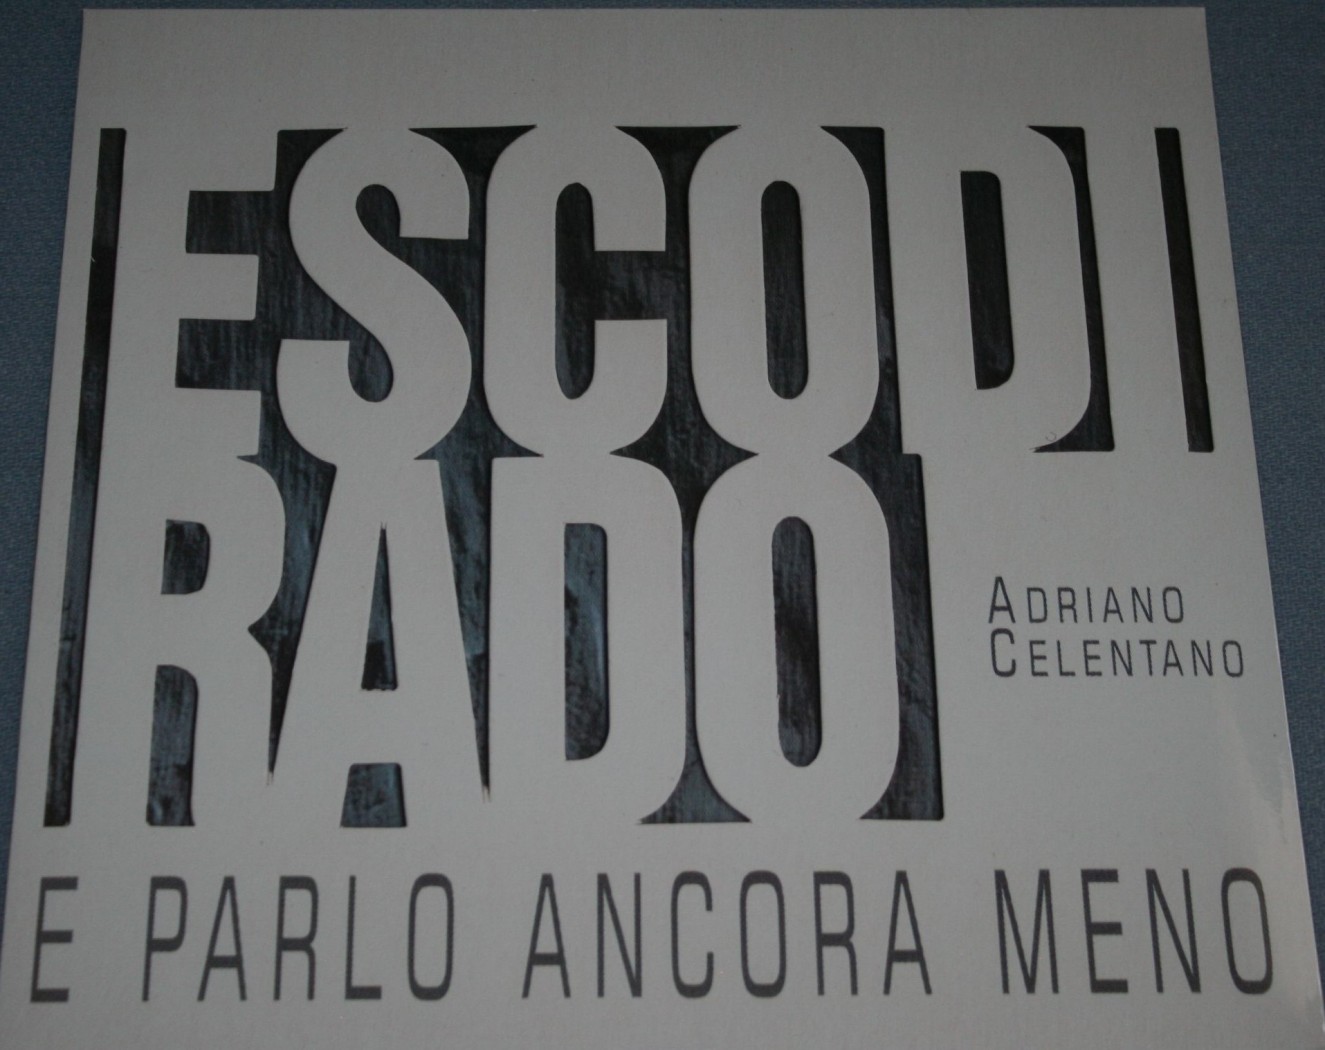 ESCO DI
RADO
ADRIANO
CELENTANO
E PARLO ANCORA MENO